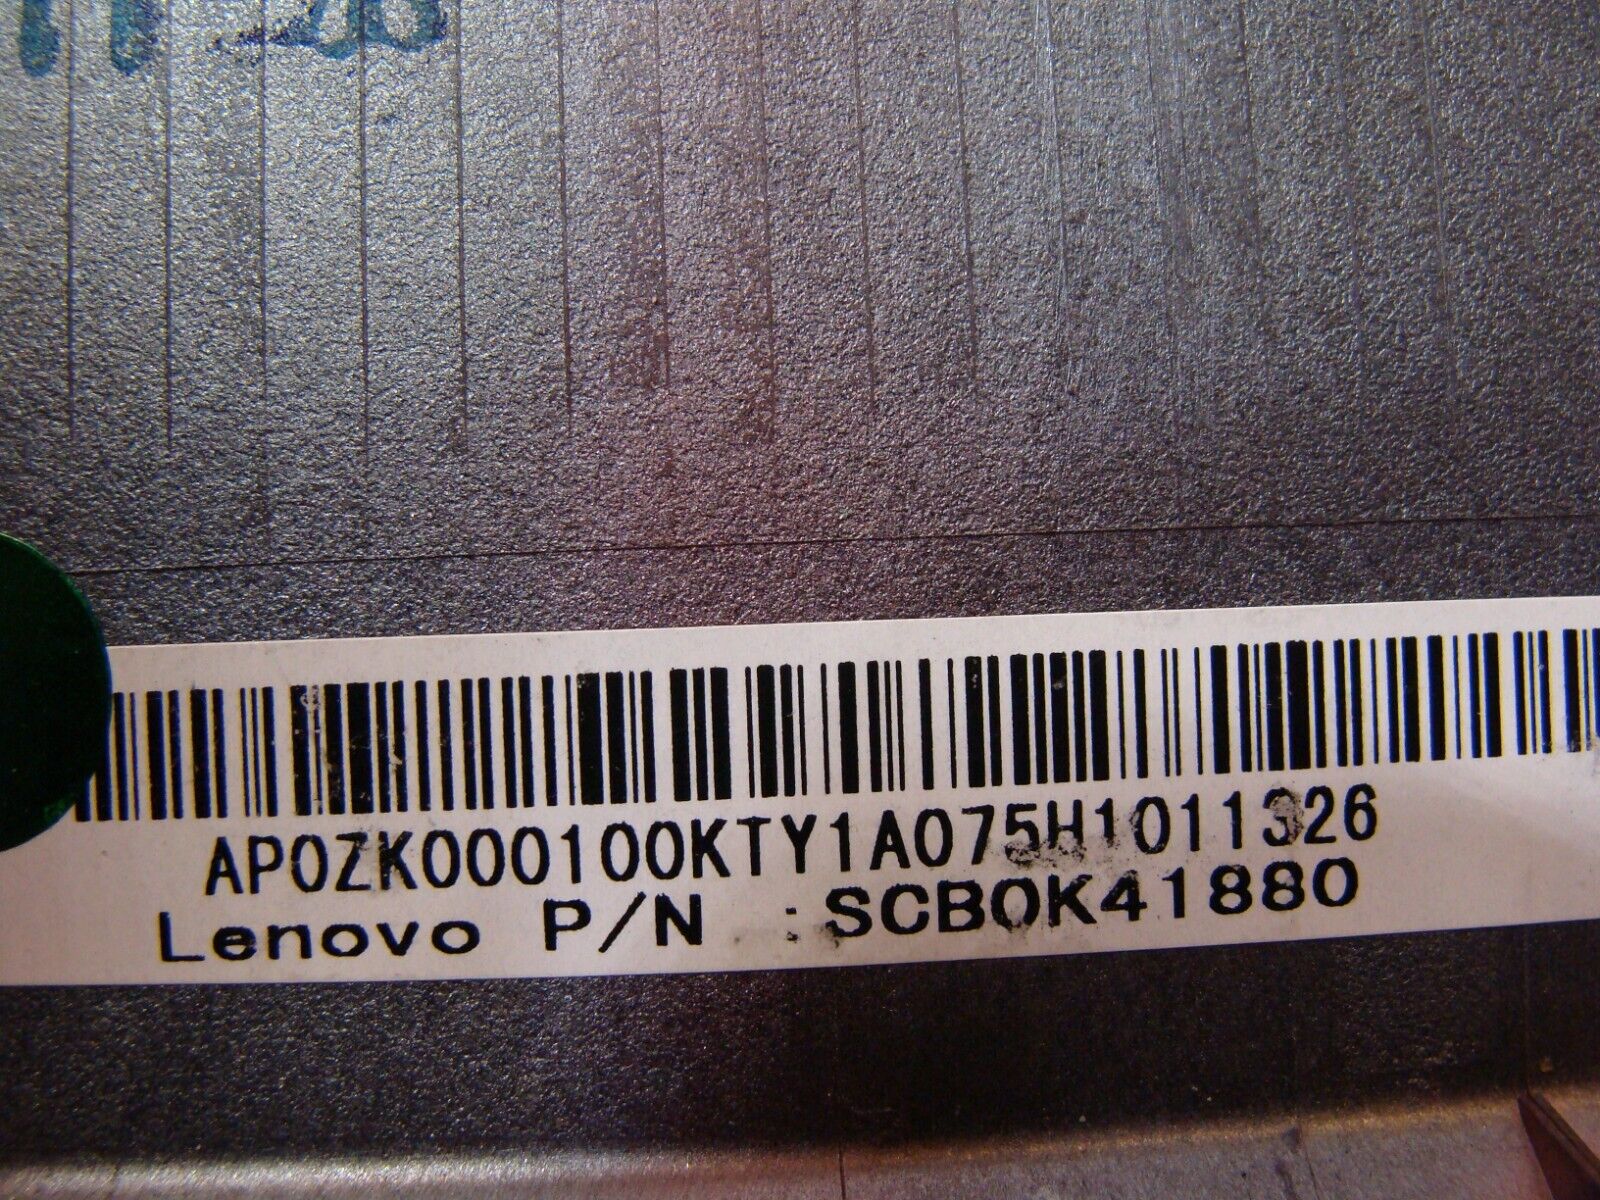 AP0ZK000100KTY1A075H1011326
Lenovo P/N :SCB0K41880